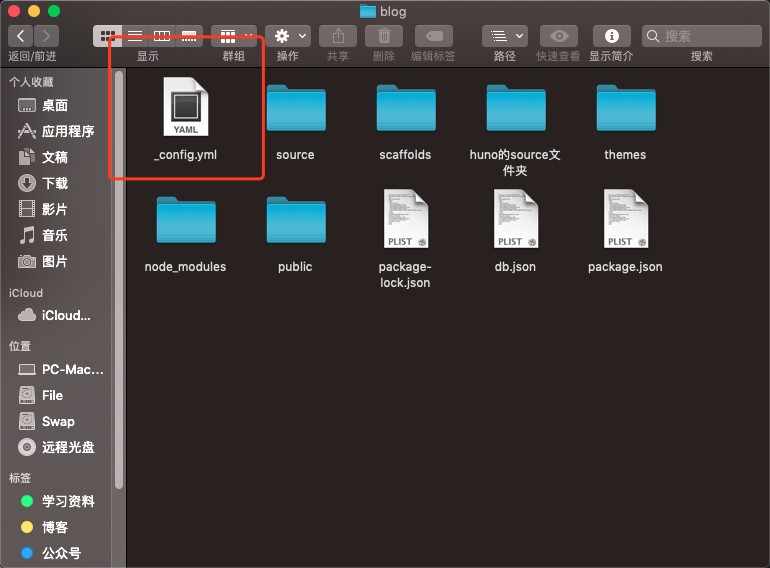 blog
返回/前进
显示
群组
操作
共享
删除
编辑标签
路径
快速查看
显示简介
搜索
搜索
个人收藏
桌面
应用程序
文稿
下载
影片
音乐
图片
iCloud
iCloud...
位置
PC-Mac...
File
Swap
远程光盘
标签
学习资料
博客
公众号
YAML
_config.yml
source
scaffolds
huno的source文
件夹
themes
node_modules
public
PLIST
package-
lock.json
PLIST
db.json
PLIST
package.json